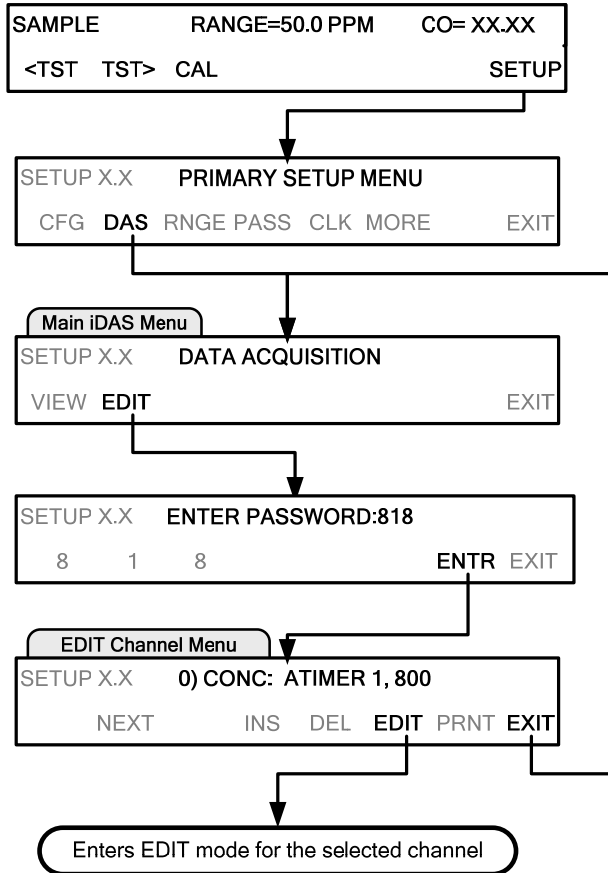 SAMPLE RANGE=50.0 PPM CO= XX.XX
<TST TST> CAL SETUP
SETUP X.X PRIMARY SETUP MENU
CFG DAS RNGE PASS CLK MORE EXIT
Main iDAS Menu
SETUP X.X DATA ACQUISITION
VIEW EDIT EXIT
SETUP X.X ENTER PASSWORD:818
8 1 8 ENTR EXIT
EDIT Channel Menu
SETUP X.X 0) CONC: ATIMER 1, 800
NEXT INS DEL EDIT PRNT EXIT
Enters EDIT mode for the selected channel